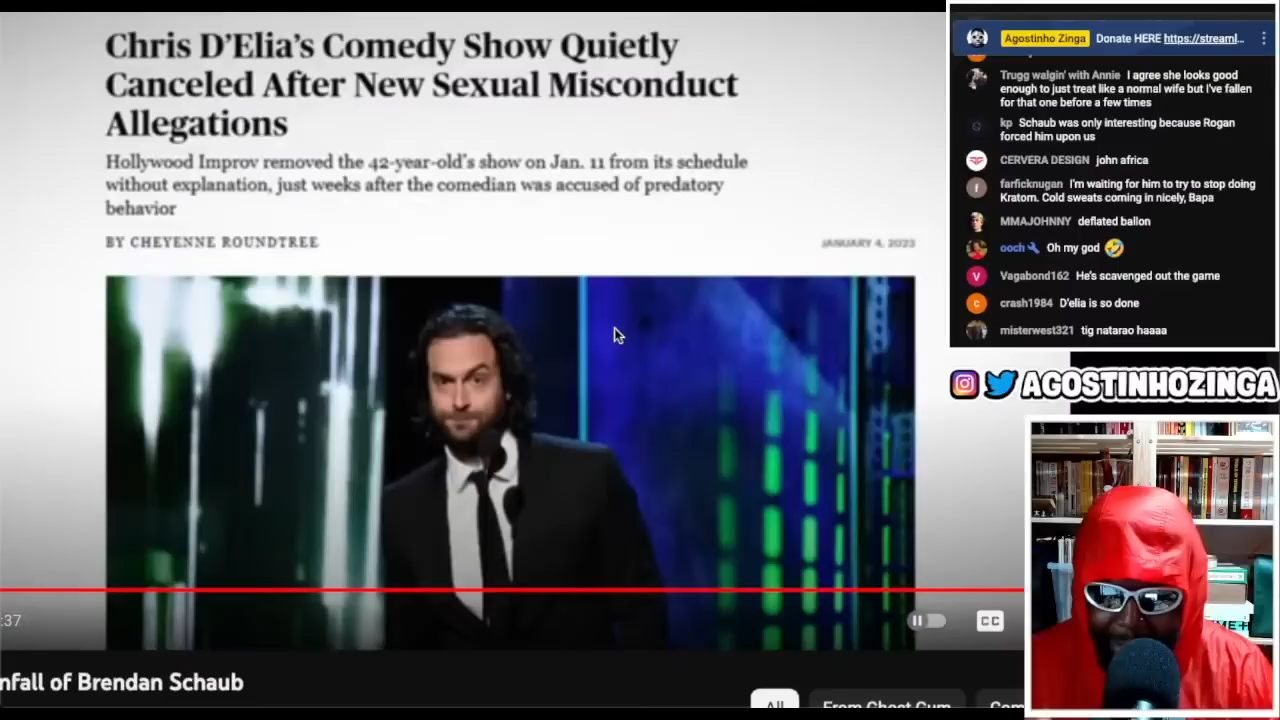 Chris D'Elia's Comedy Show Quietly
Canceled After New Sexual Misconduct
Allegations
Hollywood Improv removed the 42-year-old's show on Jan. 11 from its schedule
without explanation, just weeks after the comedian was accused of predatory
behavior
BY CHEYENNE ROUNDTREE
JANUARY 4, 2023
:37
CC
nfall of Brendan Schaub
All
From Ghost Gum
Com
Agostinho Zinga Donate HERE https://streaml...
Trugg walgin' with Annie I agree she looks good
enough to just treat like a normal wife but I've fallen
for that one before a few times
kp Schaub was only interesting because Rogan
forced him upon us
CERVERA DESIGN john africa
f
farficknugan I'm waiting for him to try to stop doing
Kratom. Cold sweats coming in nicely, Bapa
MMAJOHNNY deflated ballon
ooch Oh my god
V
Vagabond162 He's scavenged out the game
c
crash1984 D'elia is so done
misterwest321 tig natarao haaaa
AGOSTINHOZINGA